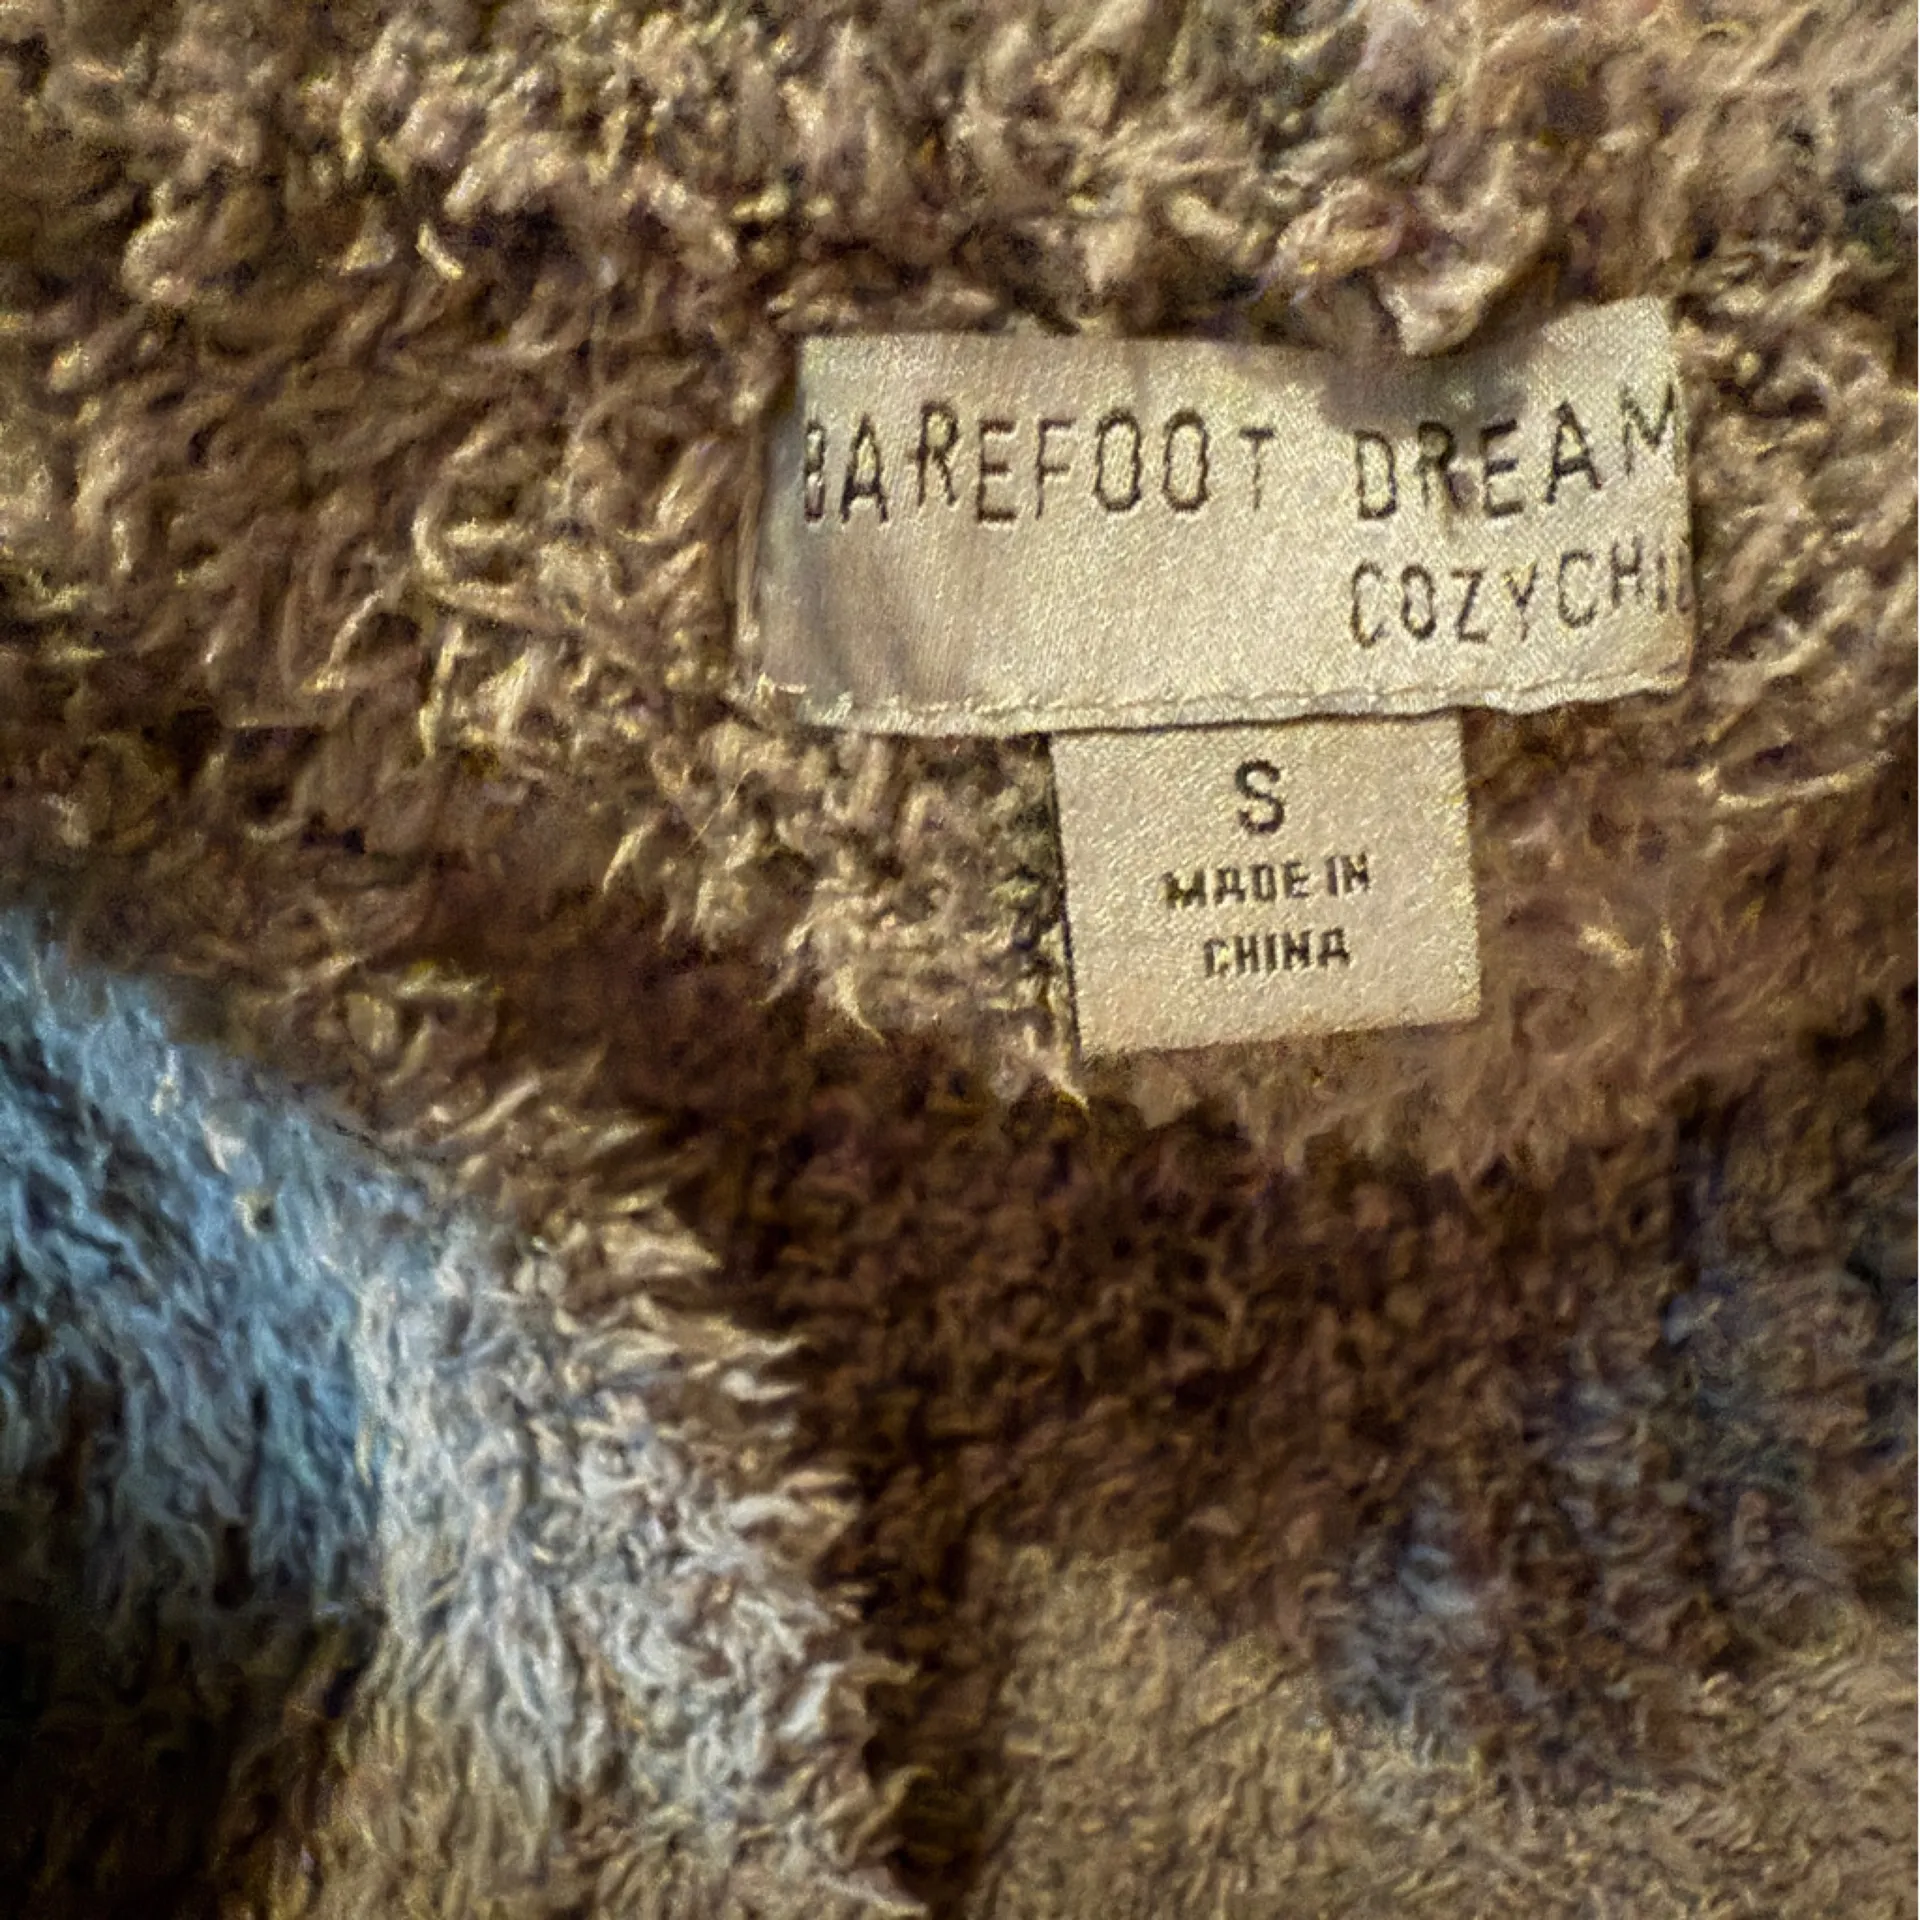 BAREFOOT DREAM
COZYCHI
S
MADE IN
CHINA